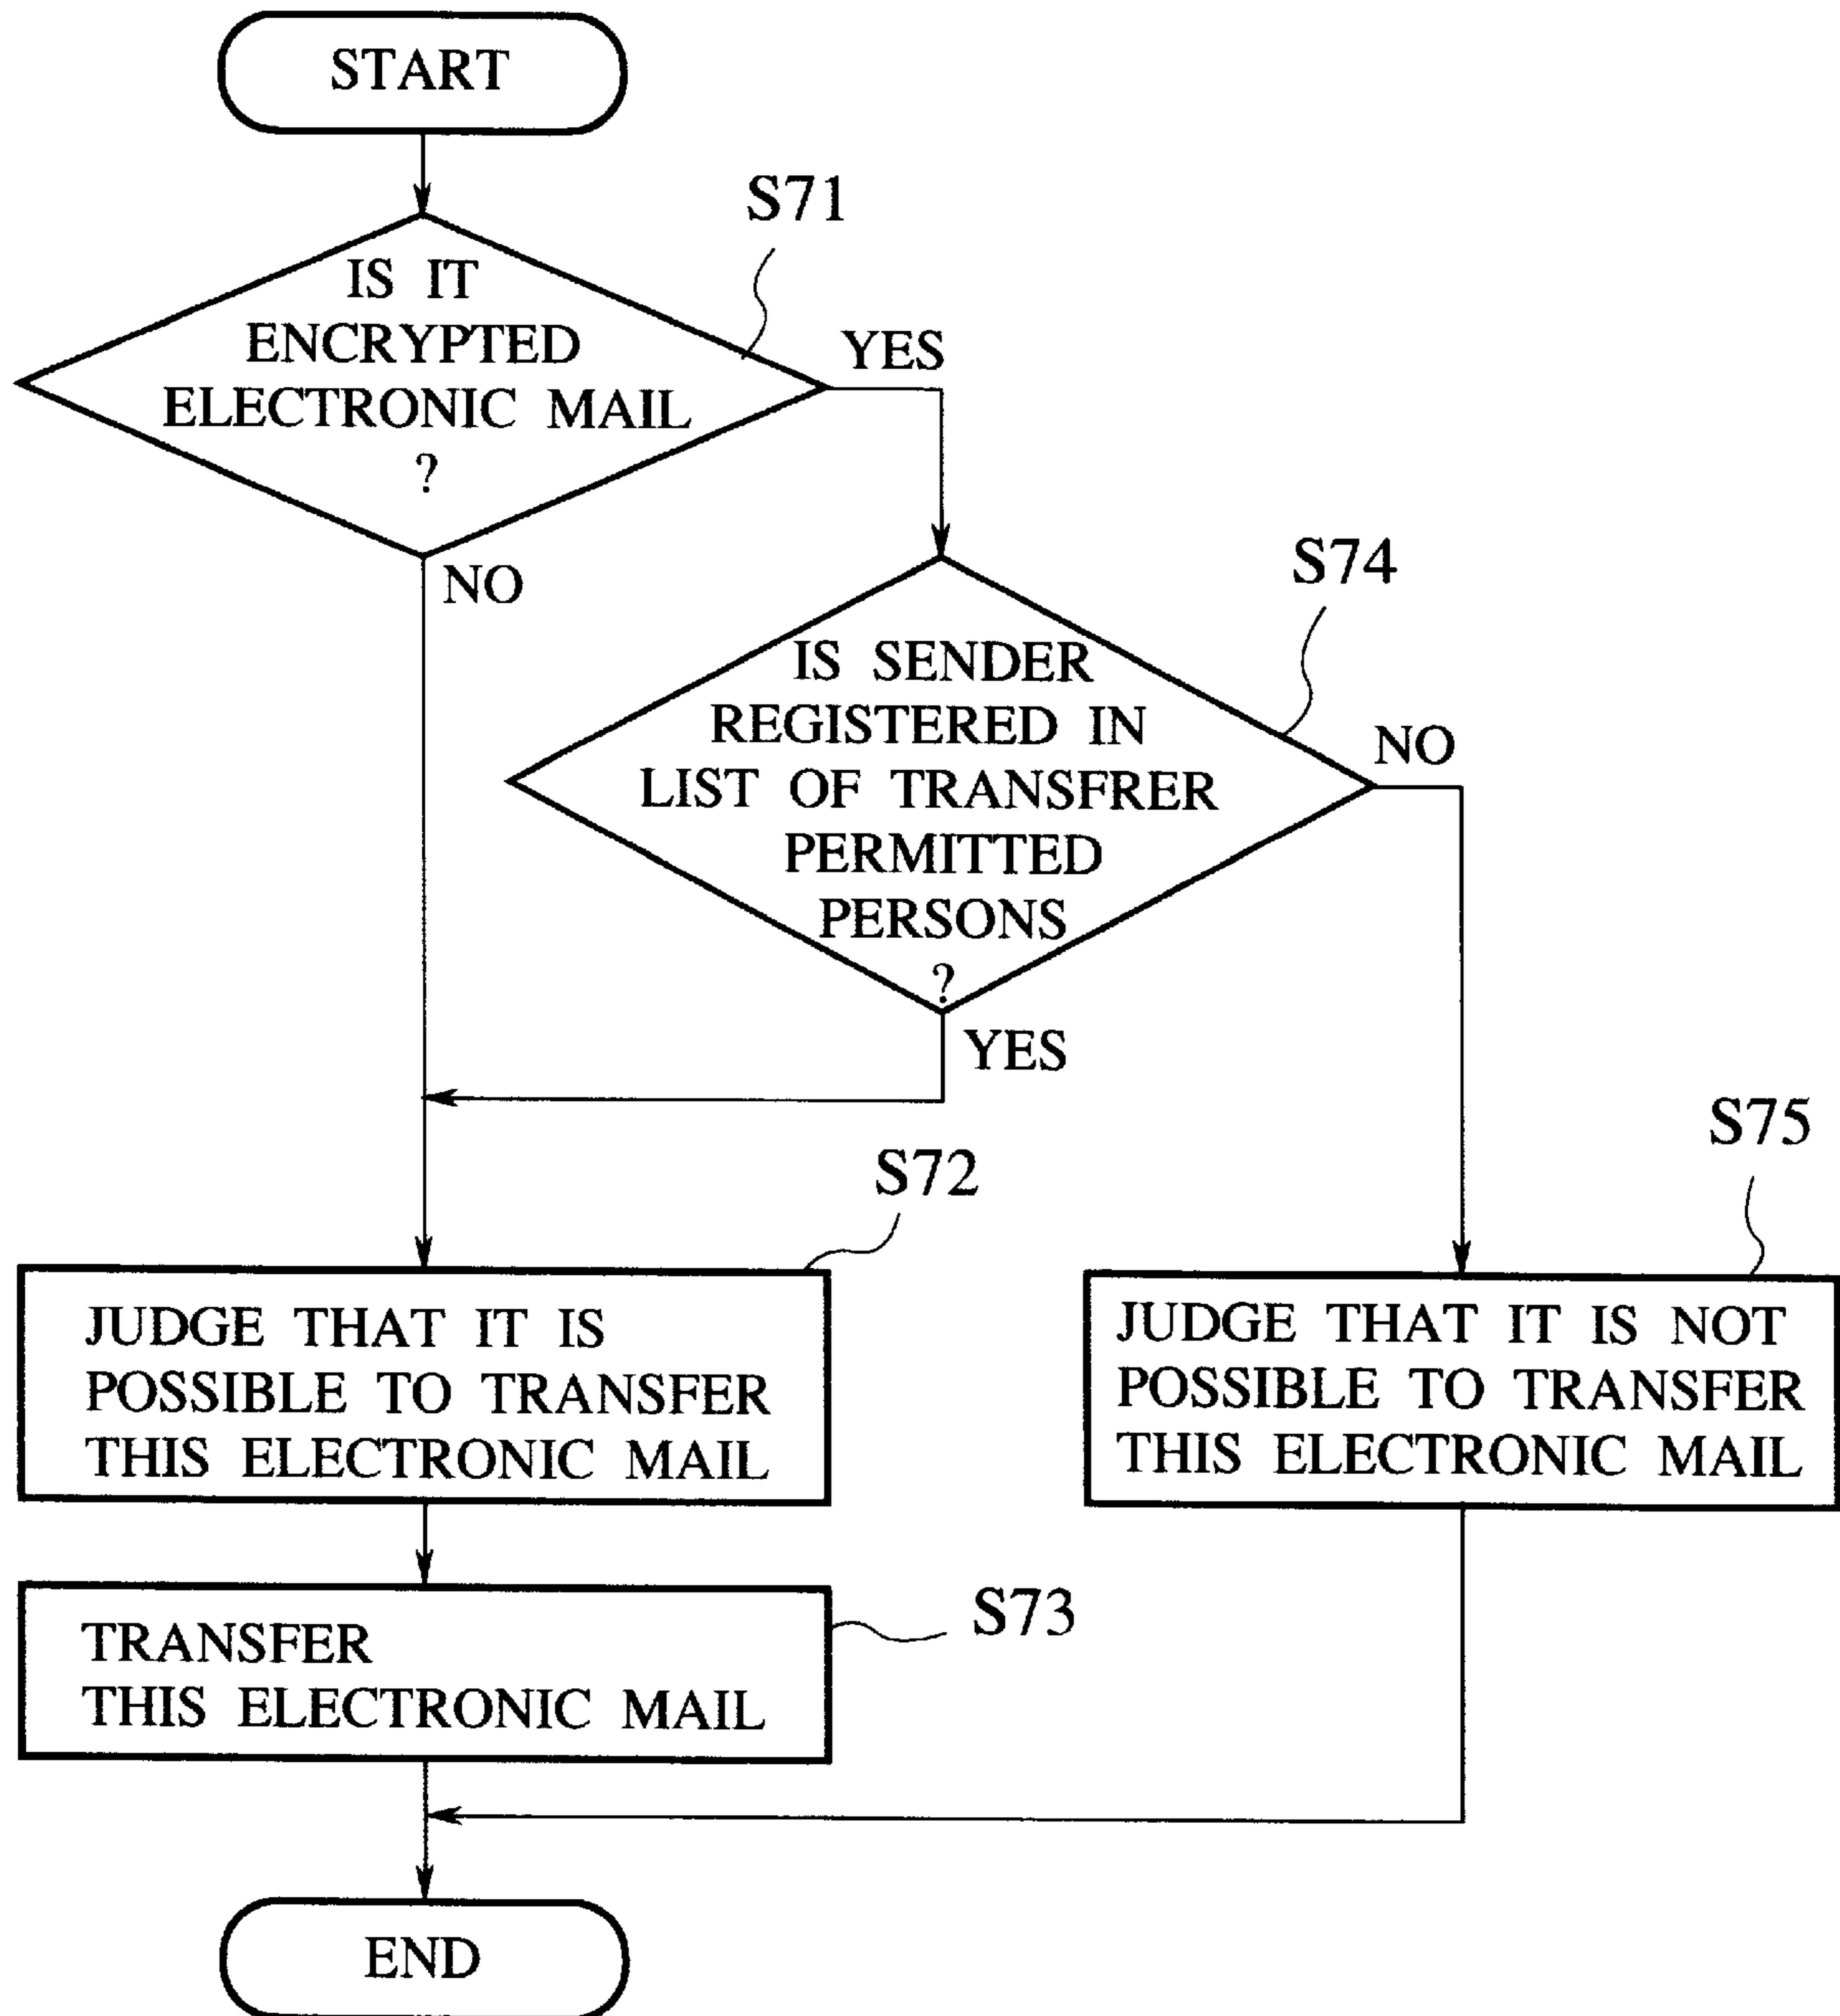 START
S71
IS IT
ENCRYPTED
ELECTRONIC MAIL
?
YES
NO
S74
IS SENDER
REGISTERED IN
LIST OF TRANSFRER
PERMITTED
PERSONS
?
NO
YES
S72
JUDGE THAT IT IS
POSSIBLE TO TRANSFER
THIS ELECTRONIC MAIL
S75
JUDGE THAT IT IS NOT
POSSIBLE TO TRANSFER
THIS ELECTRONIC MAIL
S73
TRANSFER
THIS ELECTRONIC MAIL
END